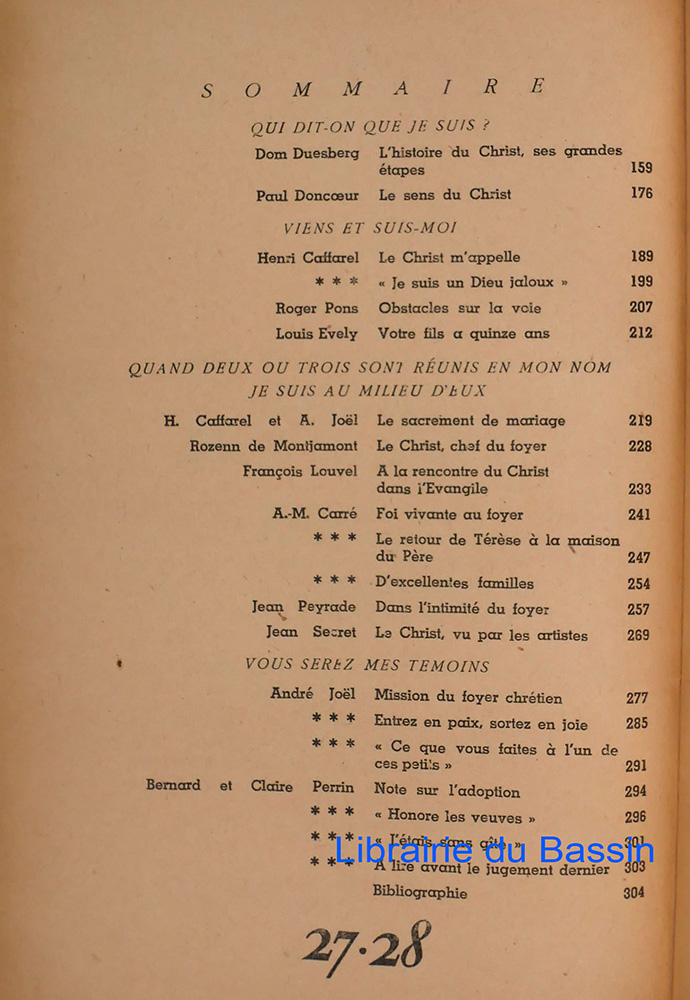 SOMMAIRE
QUI DIT-ON QUE JE SUIS ?
Dom Duesberg L'histoire du Christ, ses grandes
étapes 159
Paul Doncœur Le sens du Christ 176
VIENS ET SUIS-MOI
Henri Caffarel Le Christ m'appelle 189
* * * « Je suis un Dieu jaloux » 199
Roger Pons Obstacles sur la voie 207
Louis Evely Votre fils a quinze ans 212
QUAND DEUX OU TROIS SONT RÉUNIS EN MON NOM
JE SUIS AU MILIEU D'EUX
H. Caffarel et A. Joël Le sacrement de mariage 219
Rozenn de Montjamont Le Christ, chef du foyer 228
François Louvel A la rencontre du Christ
dans l'Evangile 233
A.-M. Carré Foi vivante au foyer 241
* * * Le retour de Térèse à la maison
du Père 247
* * * D'excellentes familles 254
Jean Peyrade Dans l'intimité du foyer 257
Jean Secret Le Christ, vu par les artistes 269
VOUS SEREZ MES TEMOINS
André Joël Mission du foyer chrétien 277
* * * Entrez en paix, sortez en joie 285
* * * « Ce que vous faites à l'un de
ces petits » 291
Bernard et Claire Perrin Note sur l'adoption 294
* * * « Honore les veuves » 296
* * * « J'étais sans gîte » 301
Librairie du Bassin
* * * A lire avant le jugement dernier 303
Bibliographie 304
27-28